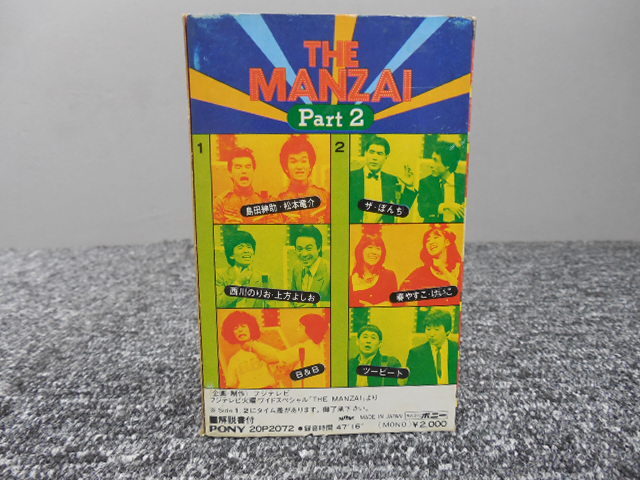 THE
MANZAI
Part 2
1
2
島田紳助・松本竜介
ザ・ぼんち
西川のりお・上方よしお
春やすこ・けいこ
B&B
ツービート
企画・制作: フジテレビ
フジテレビ火曜ワイドスペシャル「THE MANZAI」より
※Side 1, 2にタイム差があります。御了承下さい。
■解説書付
MADE IN JAPAN ポニー
PONY 20P2072 ●録音時間 47'16" (MONO) ¥2,000